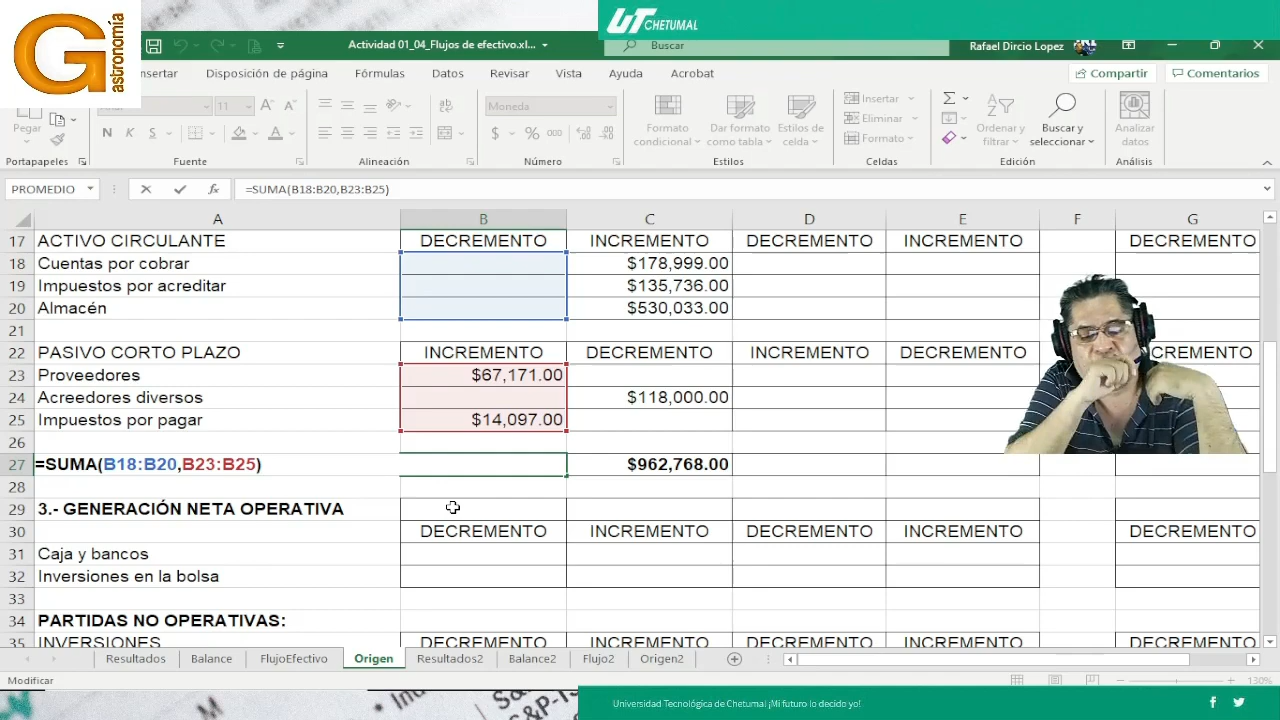 G
astronomía
UT CHETUMAL
Actividad 01_04_Flujos de efectivo.xl...
Buscar
Rafael Dircio Lopez
Disposición de página
Fórmulas
Datos
Revisar
Vista
Ayuda
Acrobat
Compartir
Comentarios
Pegar
11
N K S
Moneda
Formato condicional
Dar formato como tabla
Estilos de celda
Insertar
Eliminar
Formato
Ordenar y filtrar
Buscar y seleccionar
Analizar datos
Portapapeles
Fuente
Alineación
Número
Estilos
Celdas
Edición
Análisis
PROMEDIO
fx
=SUMA(B18:B20,B23:B25)
A B C D E F G
17 ACTIVO CIRCULANTE DECREMENTO INCREMENTO DECREMENTO INCREMENTO DECREMENTO
18 Cuentas por cobrar $178,999.00
19 Impuestos por acreditar $135,736.00
20 Almacén $530,033.00
21
22 PASIVO CORTO PLAZO INCREMENTO DECREMENTO INCREMENTO DECREMENTO
23 Proveedores $67,171.00
24 Acreedores diversos $118,000.00
25 Impuestos por pagar $14,097.00
26
27 =SUMA(B18:B20,B23:B25) $962,768.00
28
29 3.- GENERACIÓN NETA OPERATIVA
30 DECREMENTO INCREMENTO DECREMENTO INCREMENTO DECREMENTO
31 Caja y bancos
32 Inversiones en la bolsa
33
34 PARTIDAS NO OPERATIVAS:
35 INVERSIONES DECREMENTO INCREMENTO DECREMENTO INCREMENTO DECREMENTO
Resultados
Balance
FlujoEfectivo
Origen
Resultados2
Balance2
Flujo2
Origen2
Modificar
130%
Universidad Tecnológica de Chetumal ¡Mi futuro lo decido yo!